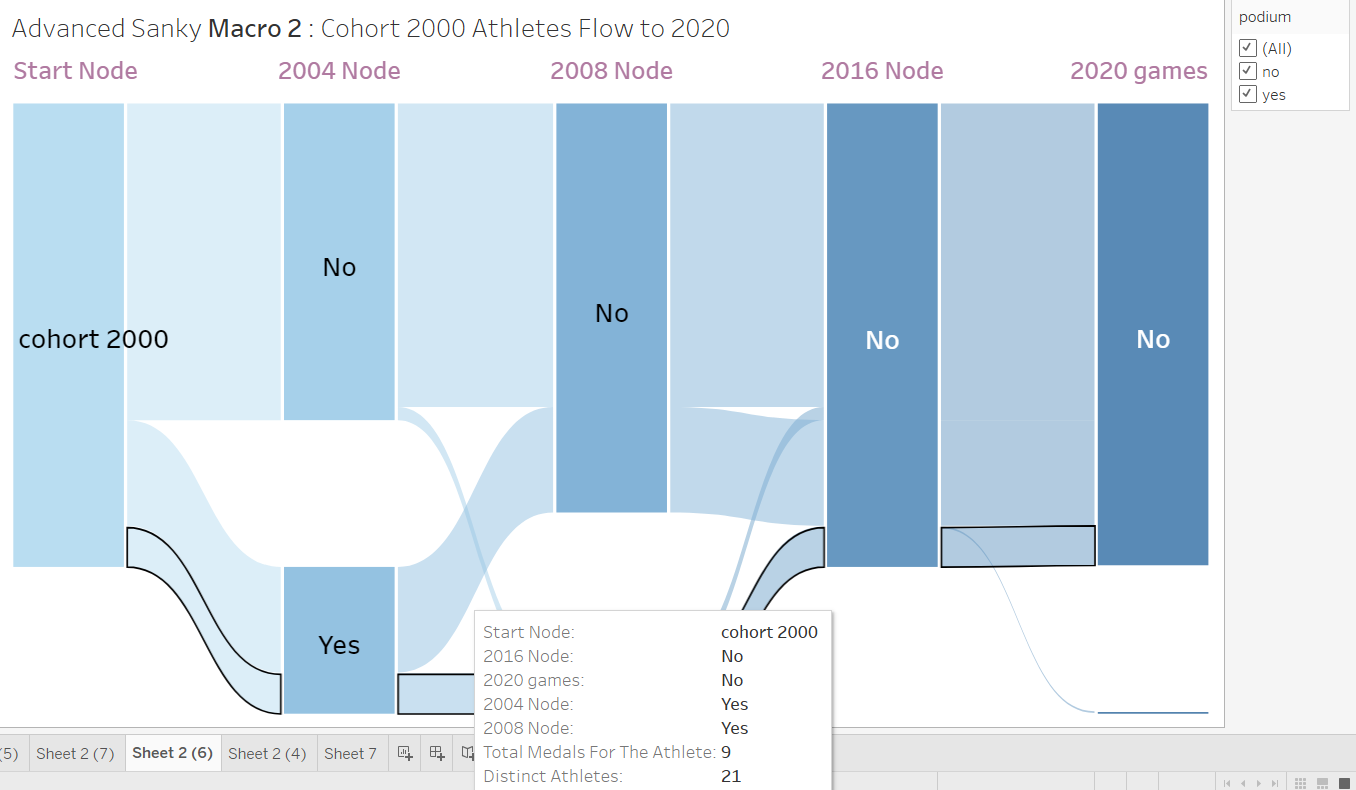 Advanced Sanky Macro 2 : Cohort 2000 Athletes Flow to 2020
podium
(All)
no
yes
Start Node 2004 Node 2008 Node 2016 Node 2020 games
No
No
cohort 2000
No
No
Yes
Start Node: cohort 2000
2016 Node: No
2020 games: No
2004 Node: Yes
2008 Node: Yes
Total Medals For The Athlete: 9
Distinct Athletes: 21
(5) Sheet 2 (7) Sheet 2 (6) Sheet 2 (4) Sheet 7